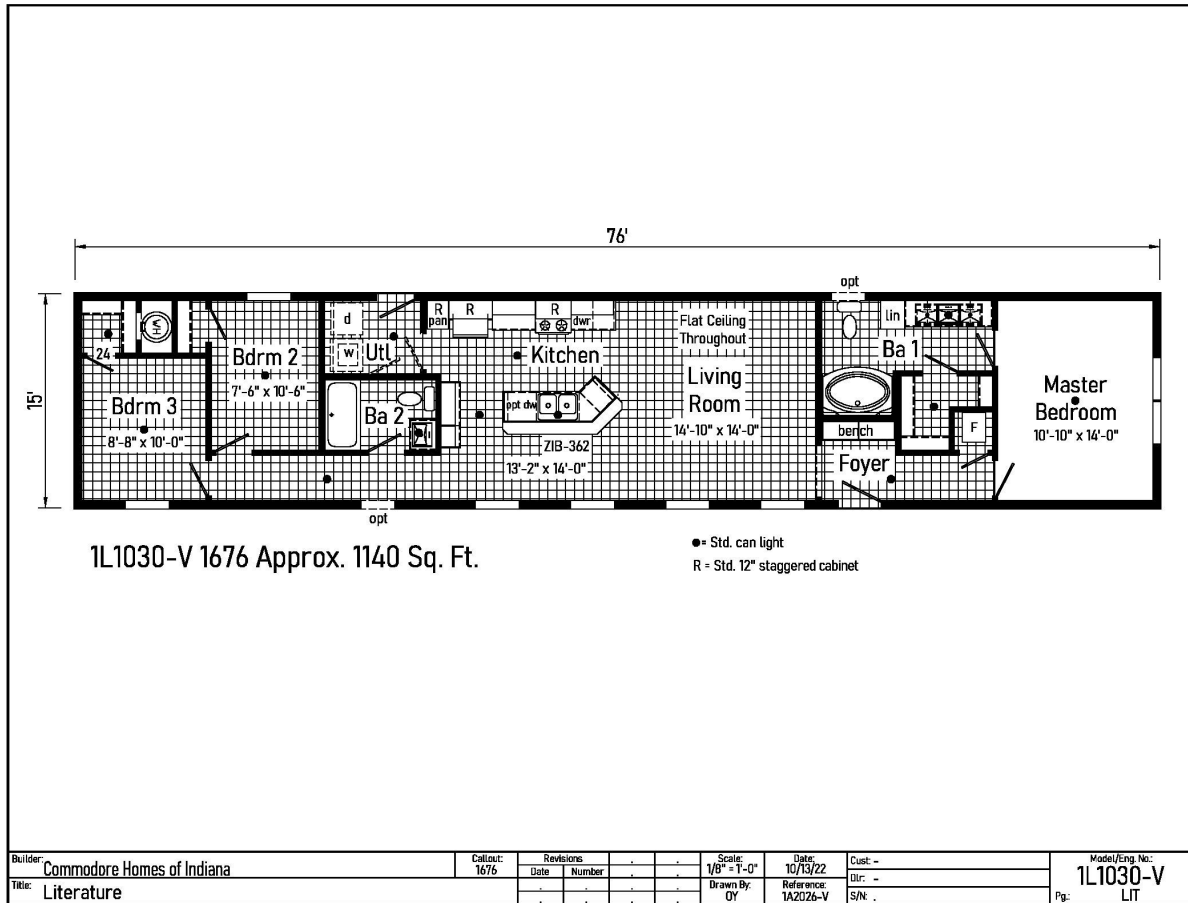 76'
15'
opt
24
WH
Bdrm 2
7'-6" x 10'-6"
Bdrm 3
8'-8" x 10'-0"
d
w
Utl
Ba 2
R
pan
R
R
dwr
Kitchen
opt dw
ZIB-362
13'-2" x 14'-0"
Flat Ceiling
Throughout
Living
Room
14'-10" x 14'-0"
lin
Ba 1
bench
Foyer
F
Master
Bedroom
10'-10" x 14'-0"
opt
1L1030-V 1676 Approx. 1140 Sq. Ft.
●= Std. can light
R = Std. 12" staggered cabinet
Builder: Commodore Homes of Indiana
Title: Literature
Callout:
1676
Revisions
Date Number
Scale:
1/8" = 1'-0"
Date:
10/13/22
Drawn By:
OY
Reference:
1A2026-V
Cust: -
Dlr: -
S/N: .
Model/Eng. No.:
1L1030-V
Pg.: LIT